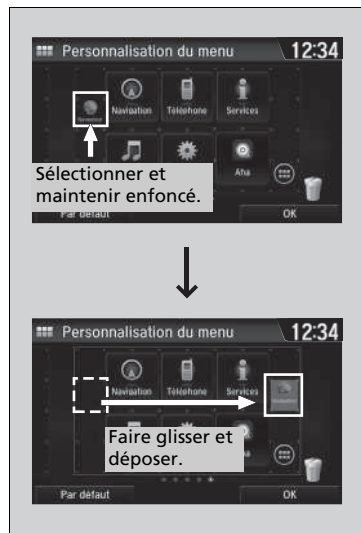 Personnalisation du menu 12:34
Navigation Téléphone Services
Aha
Sélectionner et
maintenir enfoncé.
Par défaut OK
Personnalisation du menu 12:34
Navigation Téléphone Services
Faire glisser et
déposer.
Par défaut OK